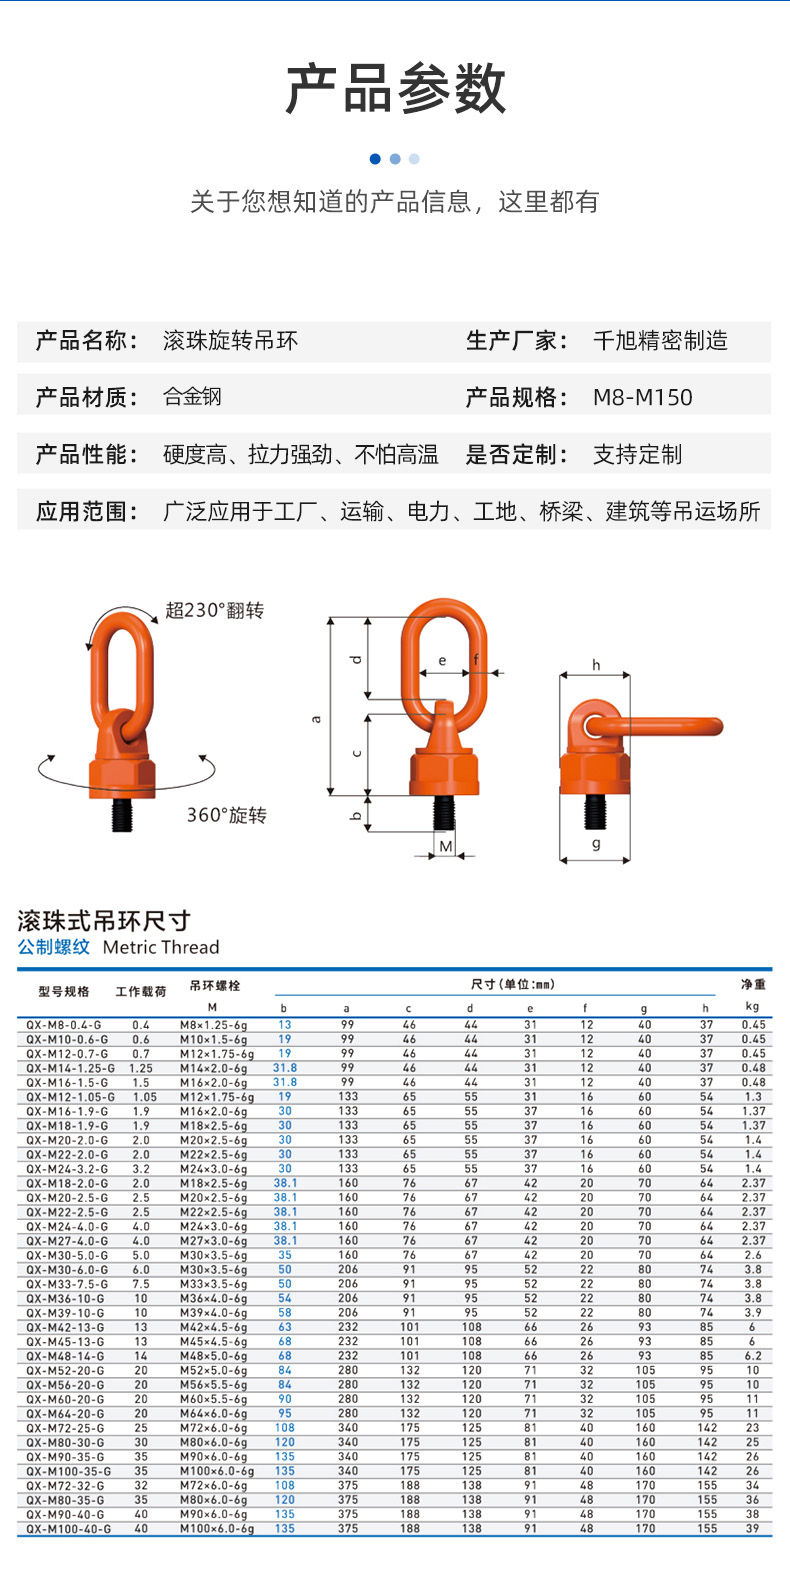 产品参数
关于您想知道的产品信息，这里都有
产品名称： 滚珠旋转吊环 生产厂家： 千旭精密制造
产品材质： 合金钢 产品规格： M8-M150
产品性能： 硬度高、拉力强劲、不怕高温 是否定制： 支持定制
应用范围： 广泛应用于工厂、运输、电力、工地、桥梁、建筑等吊运场所
超230°翻转
360°旋转
a
d
e
f
c
b
M
h
g
滚珠式吊环尺寸
公制螺纹 Metric Thread
型号规格 工作载荷 吊环螺栓 尺寸(单位:mm) 净重
M b a c d e f g h kg
QX-M8-0.4-G 0.4 M8×1.25-6g 13 99 46 44 31 12 40 37 0.45
QX-M10-0.6-G 0.6 M10×1.5-6g 19 99 46 44 31 12 40 37 0.45
QX-M12-0.7-G 0.7 M12×1.75-6g 19 99 46 44 31 12 40 37 0.45
QX-M14-1.25-G 1.25 M14×2.0-6g 31.8 99 46 44 31 12 40 37 0.48
QX-M16-1.5-G 1.5 M16×2.0-6g 31.8 99 46 44 31 12 40 37 0.48
QX-M12-1.05-G 1.05 M12×1.75-6g 19 133 65 55 31 16 60 54 1.3
QX-M16-1.9-G 1.9 M16×2.0-6g 30 133 65 55 37 16 60 54 1.37
QX-M18-1.9-G 1.9 M18×2.5-6g 30 133 65 55 37 16 60 54 1.37
QX-M20-2.0-G 2.0 M20×2.5-6g 30 133 65 55 37 16 60 54 1.4
QX-M22-2.0-G 2.0 M22×2.5-6g 30 133 65 55 37 16 60 54 1.4
QX-M24-3.2-G 3.2 M24×3.0-6g 30 133 65 55 37 16 60 54 1.4
QX-M18-2.0-G 2.0 M18×2.5-6g 38.1 160 76 67 42 20 70 64 2.37
QX-M20-2.5-G 2.5 M20×2.5-6g 38.1 160 76 67 42 20 70 64 2.37
QX-M22-2.5-G 2.5 M22×2.5-6g 38.1 160 76 67 42 20 70 64 2.37
QX-M24-4.0-G 4.0 M24×3.0-6g 38.1 160 76 67 42 20 70 64 2.37
QX-M27-4.0-G 4.0 M27×3.0-6g 38.1 160 76 67 42 20 70 64 2.37
QX-M30-5.0-G 5.0 M30×3.5-6g 35 160 76 67 42 20 70 64 2.6
QX-M30-6.0-G 6.0 M30×3.5-6g 50 206 91 95 52 22 80 74 3.8
QX-M33-7.5-G 7.5 M33×3.5-6g 50 206 91 95 52 22 80 74 3.8
QX-M36-10-G 10 M36×4.0-6g 54 206 91 95 52 22 80 74 3.8
QX-M39-10-G 10 M39×4.0-6g 58 206 91 95 52 22 80 74 3.9
QX-M42-13-G 13 M42×4.5-6g 63 232 101 108 66 26 93 85 6
QX-M45-13-G 13 M45×4.5-6g 68 232 101 108 66 26 93 85 6
QX-M48-14-G 14 M48×5.0-6g 68 232 101 108 66 26 93 85 6.2
QX-M52-20-G 20 M52×5.0-6g 84 280 132 120 71 32 105 95 10
QX-M56-20-G 20 M56×5.5-6g 84 280 132 120 71 32 105 95 10
QX-M60-20-G 20 M60×5.5-6g 90 280 132 120 71 32 105 95 11
QX-M64-20-G 20 M64×6.0-6g 95 280 132 120 71 32 105 95 11
QX-M72-25-G 25 M72×6.0-6g 108 340 175 125 81 40 160 142 23
QX-M80-30-G 30 M80×6.0-6g 120 340 175 125 81 40 160 142 25
QX-M90-35-G 35 M90×6.0-6g 135 340 175 125 81 40 160 142 26
QX-M100-35-G 35 M100×6.0-6g 135 340 175 125 81 40 160 142 26
QX-M72-32-G 32 M72×6.0-6g 108 375 188 138 91 48 170 155 34
QX-M80-35-G 35 M80×6.0-6g 120 375 188 138 91 48 170 155 36
QX-M90-40-G 40 M90×6.0-6g 135 375 188 138 91 48 170 155 38
QX-M100-40-G 40 M100×6.0-6g 135 375 188 138 91 48 170 155 39